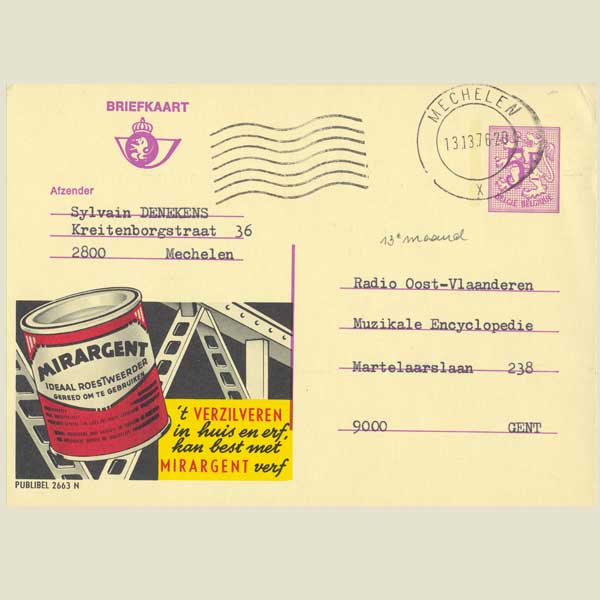 BRIEFKAART
MECHELEN
13.13.76-20
X
BELGIE-BELGIQUE
Afzender
Sylvain DENEKENS
Kreitenborgstraat 36
2800 Mechelen
13e maand
Radio Oost-Vlaanderen
Muzikale Encyclopedie
Martelaarslaan 238
9000 GENT
MIRARGENT
IDEAAL ROESTWEERDER
GEREED OM TE GEBRUIKEN
't VERZILVEREN
in huis en erf,
kan best met
MIRARGENT verf
PUBLIBEL 2663 N